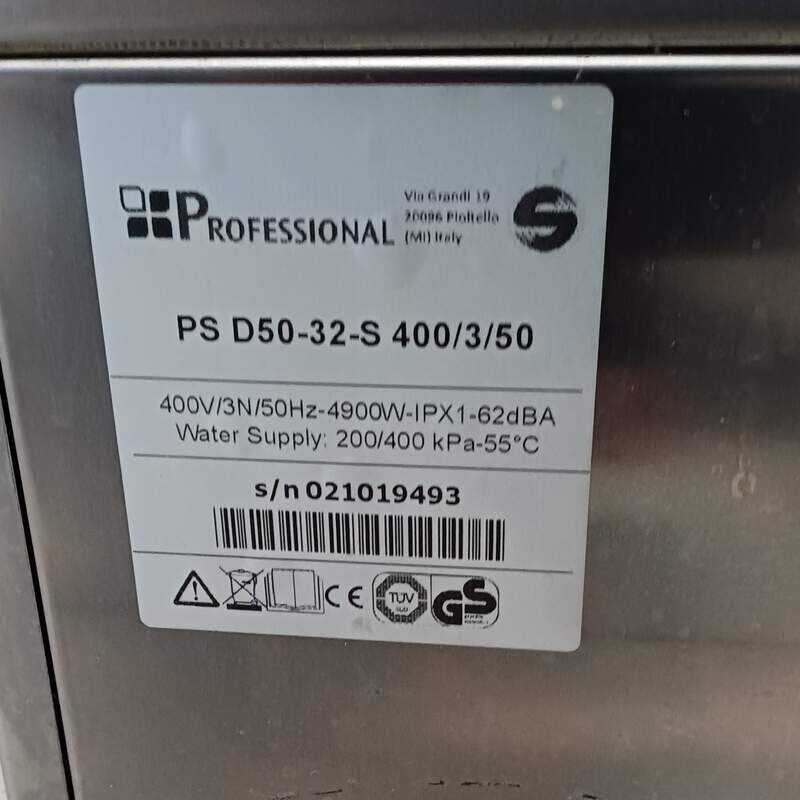 PROFESSIONAL
Via Grandi 19
20096 Pioltello
(MI) Italy
S
PS D50-32-S 400/3/50
400V/3N/50Hz-4900W-IPX1-62dBA
Water Supply: 200/400 kPa-55°C
s/n 021019493
CE
TÜV
SÜD
GS